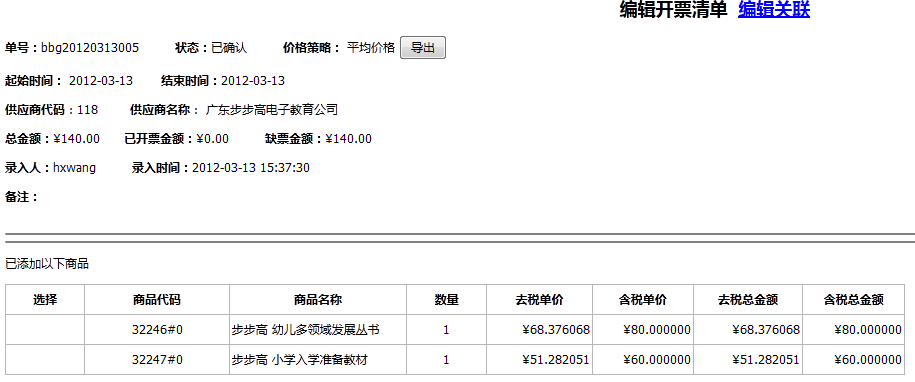 编辑开票清单 编辑关联
单号：bbg20120313005 状态：已确认 价格策略： 平均价格 导出
起始时间： 2012-03-13 结束时间：2012-03-13
供应商代码：118 供应商名称： 广东步步高电子教育公司
总金额：¥140.00 已开票金额：¥0.00 缺票金额：¥140.00
录入人：hxwang 录入时间：2012-03-13 15:37:30
备注：
已添加以下商品
选择 商品代码 商品名称 数量 去税单价 含税单价 去税总金额 含税总金额
32246#0 步步高 幼儿多领域发展丛书 1 ¥68.376068 ¥80.000000 ¥68.376068 ¥80.000000
32247#0 步步高 小学入学准备教材 1 ¥51.282051 ¥60.000000 ¥51.282051 ¥60.000000